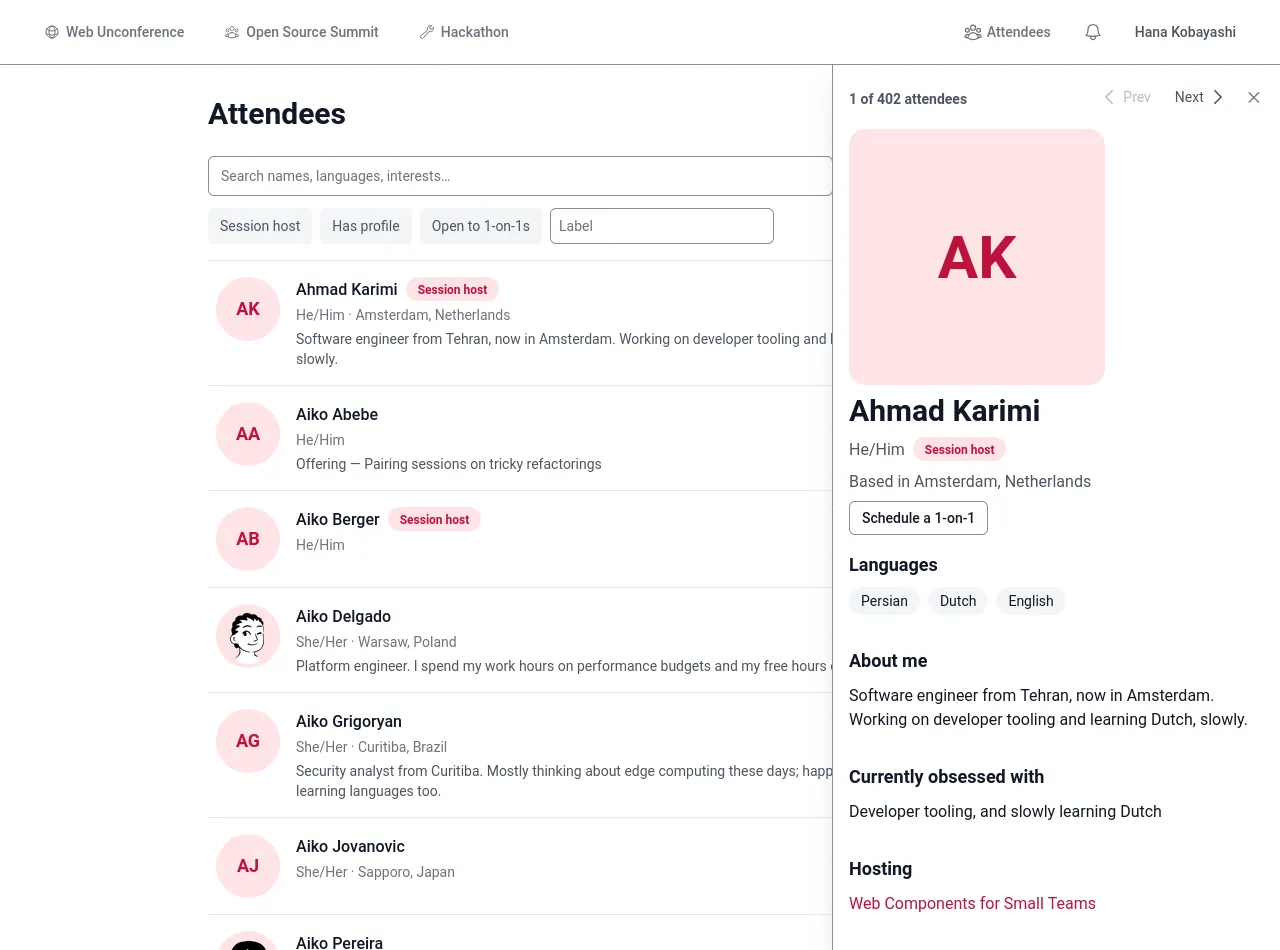 Web Unconference
Open Source Summit
Hackathon
Attendees
Hana Kobayashi
Attendees
Search names, languages, interests…
Session host
Has profile
Open to 1-on-1s
Label
AK
Ahmad Karimi
Session host
He/Him · Amsterdam, Netherlands
Software engineer from Tehran, now in Amsterdam. Working on developer tooling and
slowly.
AA
Aiko Abebe
He/Him
Offering — Pairing sessions on tricky refactorings
AB
Aiko Berger
Session host
He/Him
Aiko Delgado
She/Her · Warsaw, Poland
Platform engineer. I spend my work hours on performance budgets and my free hours
AG
Aiko Grigoryan
She/Her · Curitiba, Brazil
Security analyst from Curitiba. Mostly thinking about edge computing these days; happ
learning languages too.
AJ
Aiko Jovanovic
She/Her · Sapporo, Japan
Aiko Pereira
1 of 402 attendees
Prev
Next
AK
Ahmad Karimi
He/Him
Session host
Based in Amsterdam, Netherlands
Schedule a 1-on-1
Languages
Persian
Dutch
English
About me
Software engineer from Tehran, now in Amsterdam.
Working on developer tooling and learning Dutch, slowly.
Currently obsessed with
Developer tooling, and slowly learning Dutch
Hosting
Web Components for Small Teams